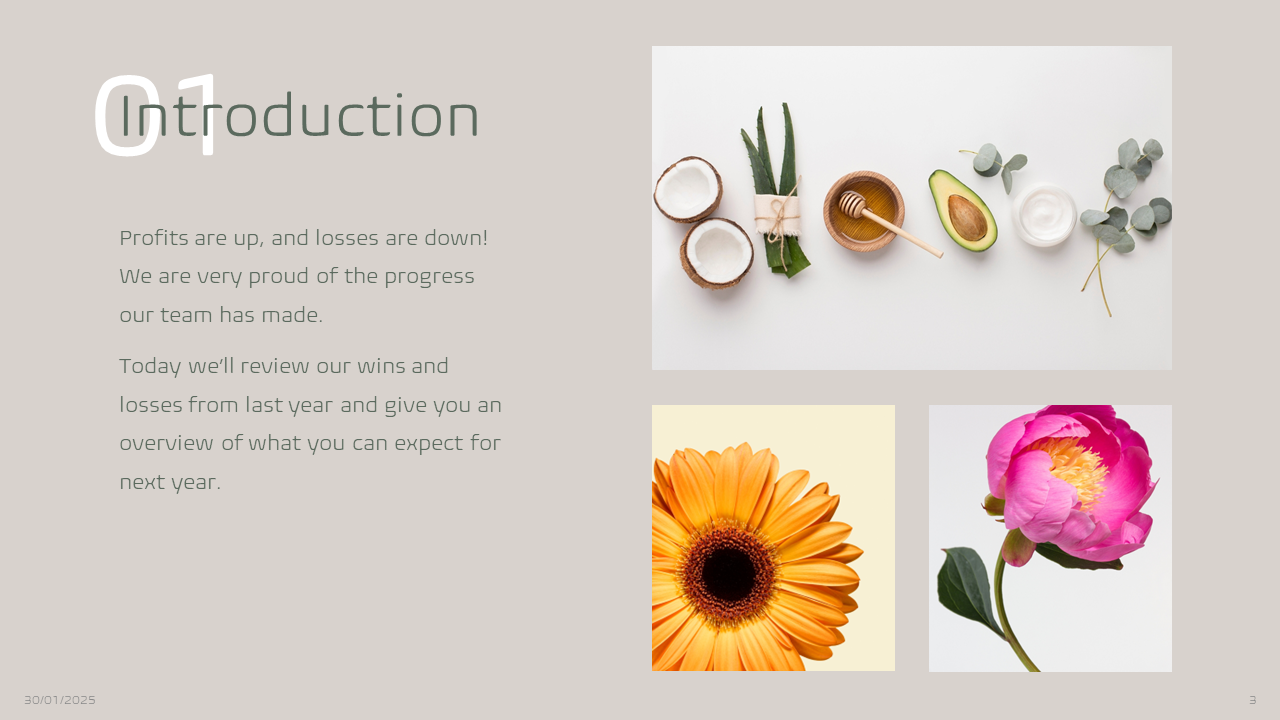 01
Introduction
Profits are up, and losses are down!
We are very proud of the progress
our team has made.
Today we’ll review our wins and
losses from last year and give you an
overview of what you can expect for
next year.
30/01/2025
3